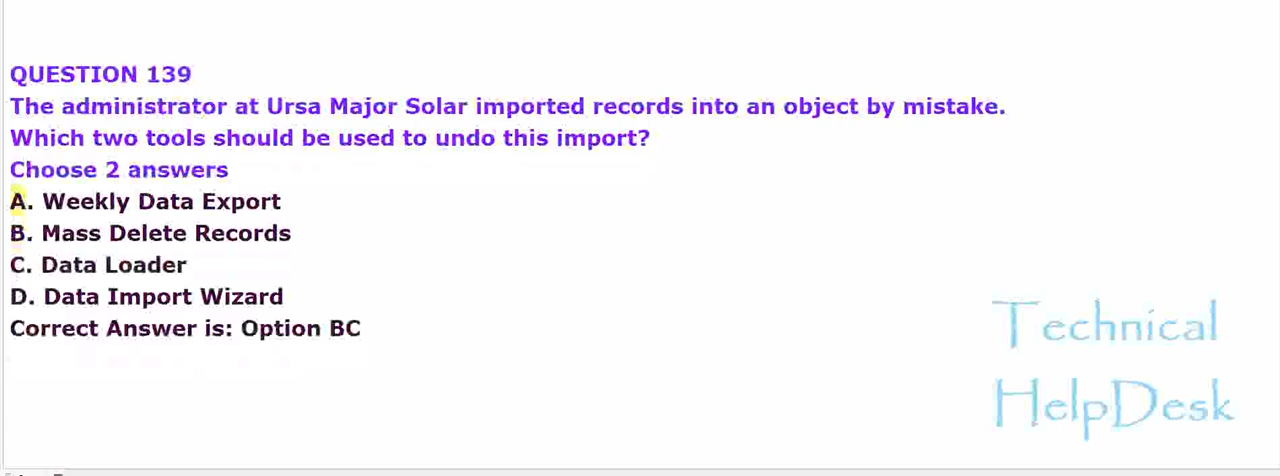 QUESTION 139
The administrator at Ursa Major Solar imported records into an object by mistake.
Which two tools should be used to undo this import?
Choose 2 answers
A. Weekly Data Export
B. Mass Delete Records
C. Data Loader
D. Data Import Wizard
Correct Answer is: Option BC
Technical
HelpDesk